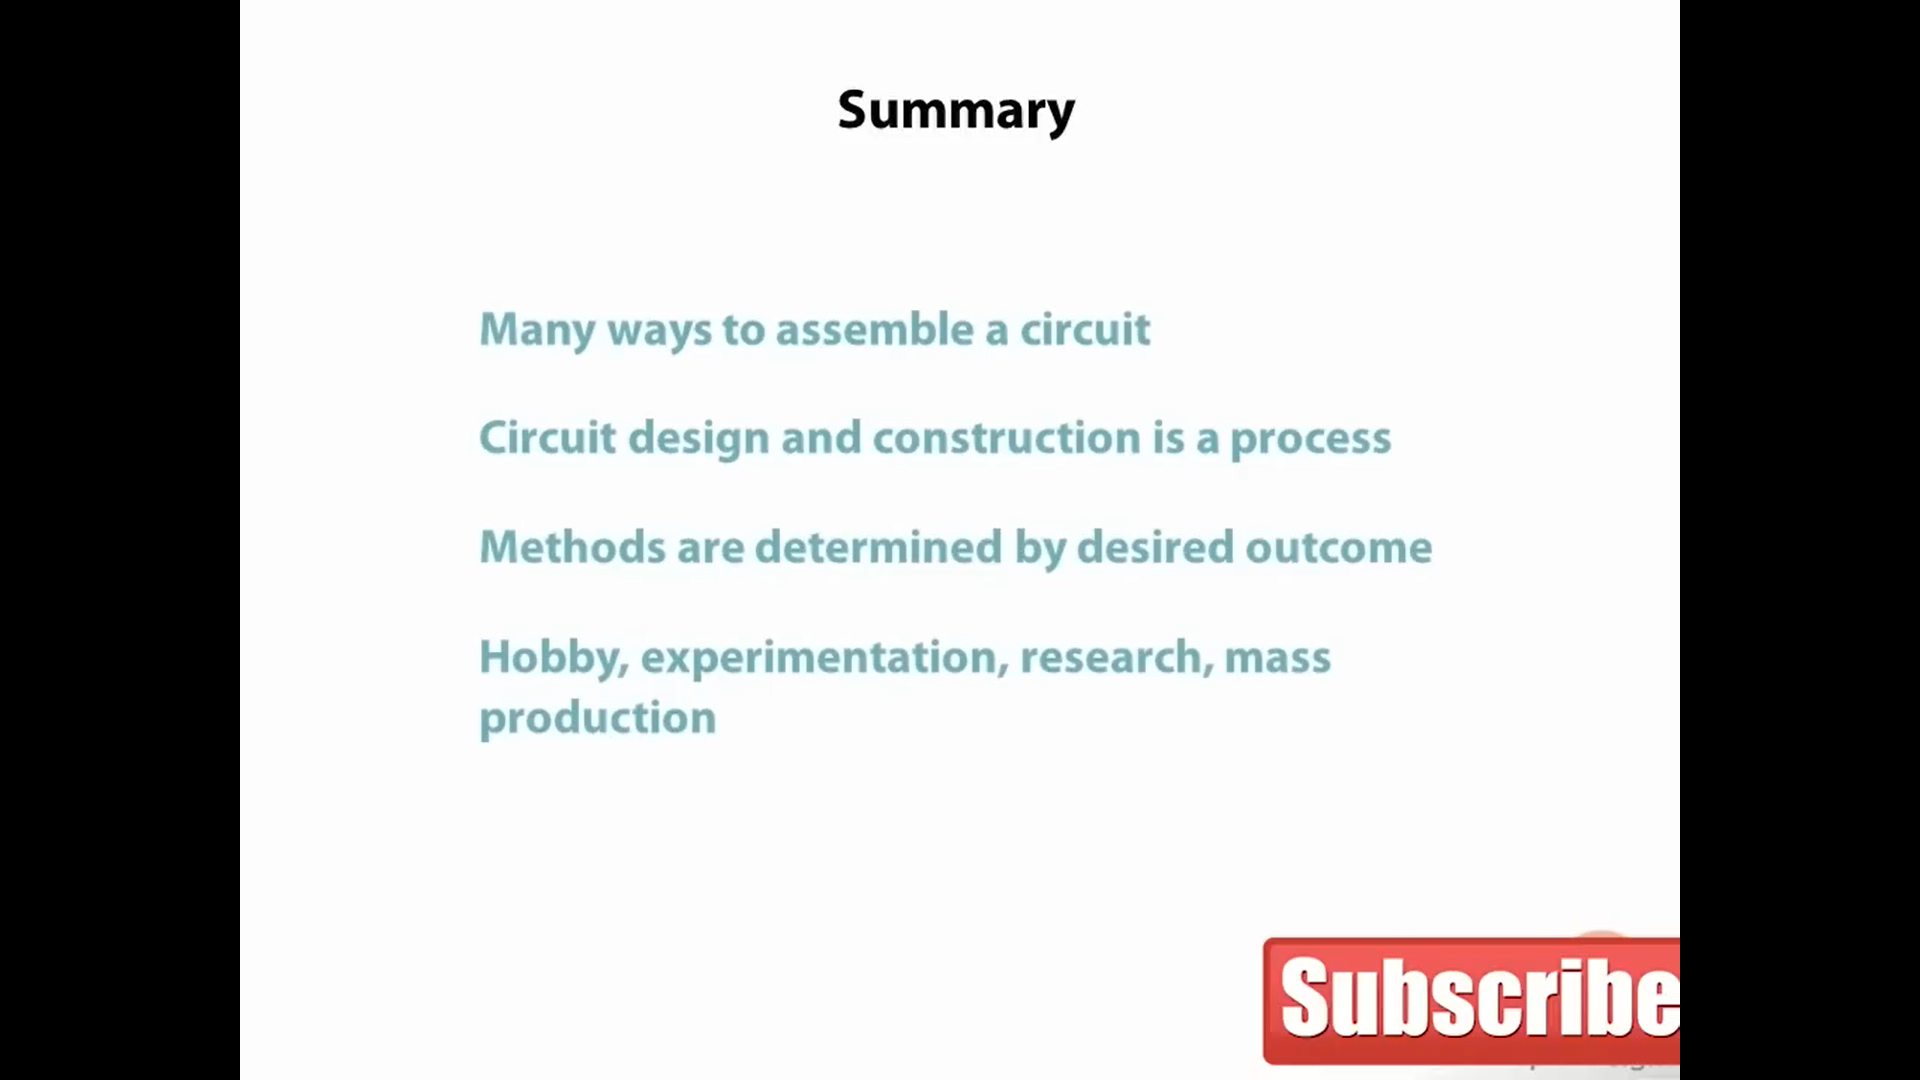 Summary
Many ways to assemble a circuit
Circuit design and construction is a process
Methods are determined by desired outcome
Hobby, experimentation, research, mass
production
Subscribe